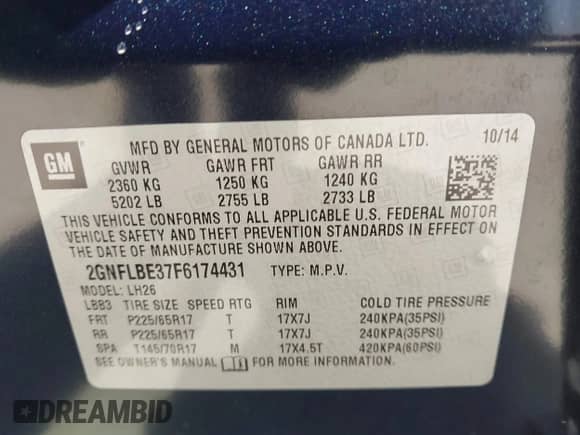 MFD BY GENERAL MOTORS OF CANADA LTD. 10/14
GM
GVWR GAWR FRT GAWR RR
2360 KG 1250 KG 1240 KG
5202 LB 2755 LB 2733 LB
THIS VEHICLE CONFORMS TO ALL APPLICABLE U.S. FEDERAL MOTOR
VEHICLE SAFETY AND THEFT PREVENTION STANDARDS IN EFFECT ON
THE DATE OF MANUFACTURE SHOWN ABOVE.
2GNFLBE37F6174431 TYPE: M.P.V.
MODEL: LH26
LBB3 TIRE SIZE SPEED RTG RIM COLD TIRE PRESSURE
FRT P225/65R17 T 17X7J 240KPA(35PSI)
RR P225/65R17 T 17X7J 240KPA(35PSI)
SPA T145/70R17 M 17X4.5T 420KPA(60PSI)
SEE OWNER'S MANUAL FOR MORE INFORMATION.
DREAMBID